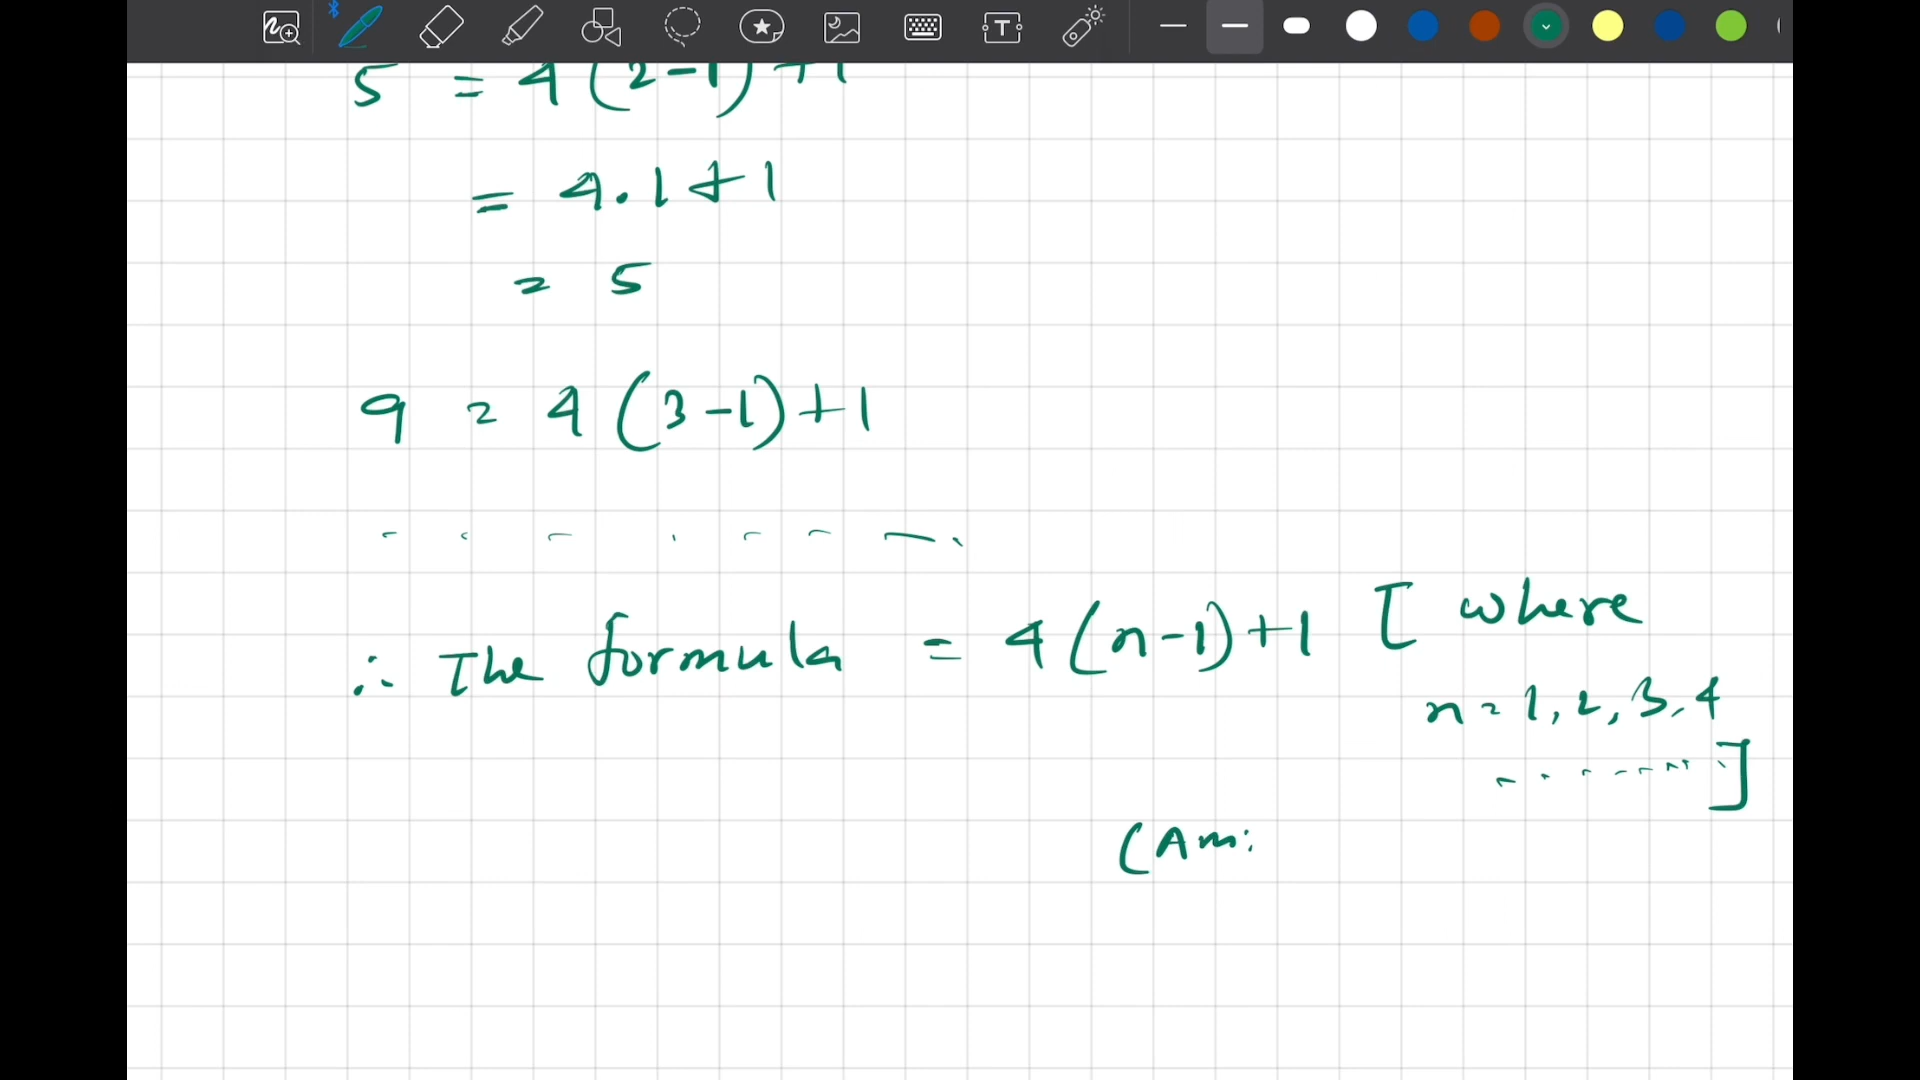 5 = 4(2-1)+1
= 4.1+1
= 5
9 = 4(3-1)+1
∴ The formula = 4(n-1)+1 [ where
n = 1, 2, 3, 4
........]
(Ans: